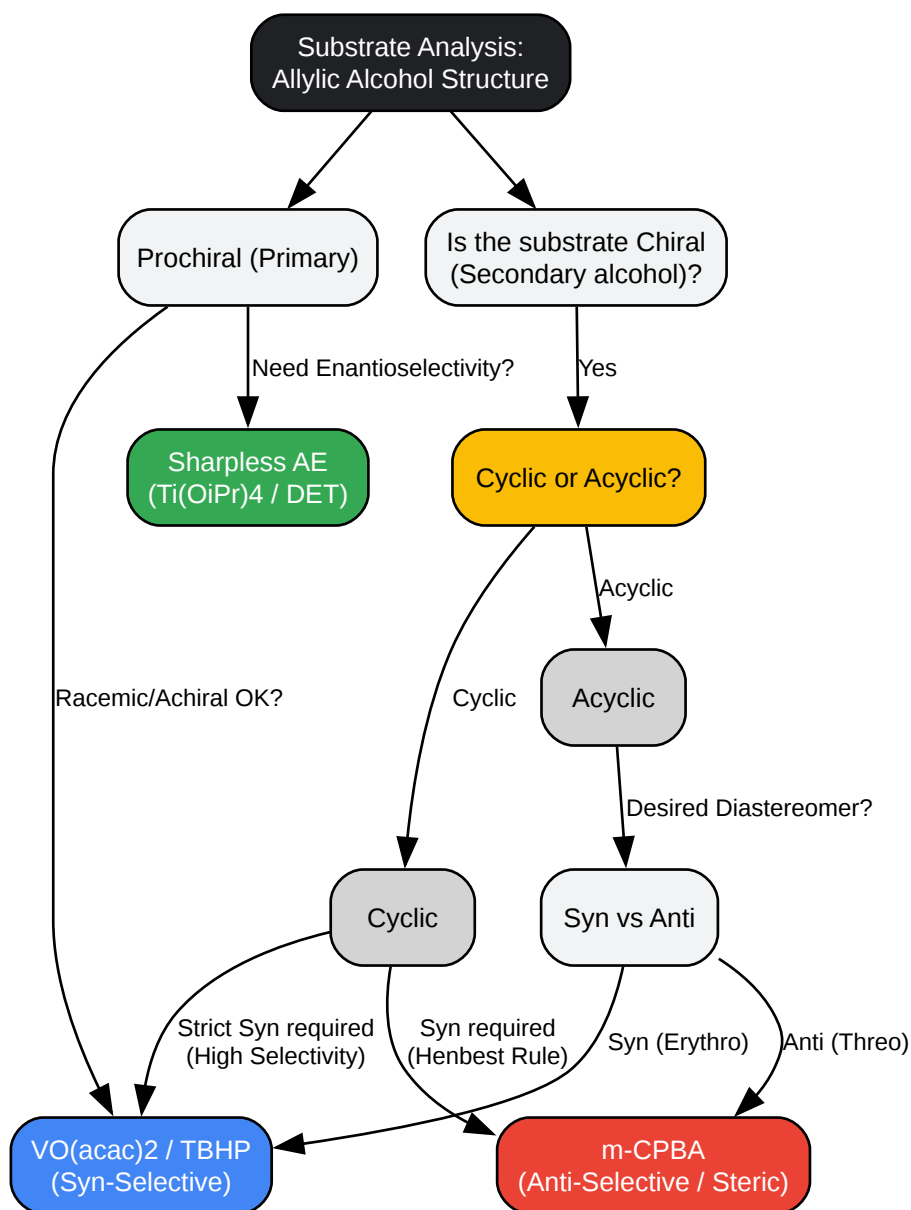 Substrate Analysis:
Allylic Alcohol Structure
Prochiral (Primary)
Is the substrate Chiral
(Secondary alcohol)?
Need Enantioselectivity?
Yes
Sharpless AE
(Ti(OiPr)4 / DET)
Cyclic or Acyclic?
Acyclic
Racemic/Achiral OK?
Cyclic
Acyclic
Desired Diastereomer?
Cyclic
Syn vs Anti
Strict Syn required
(High Selectivity)
Syn required
(Henbest Rule)
Syn (Erythro)
Anti (Threo)
VO(acac)2 / TBHP
(Syn-Selective)
m-CPBA
(Anti-Selective / Steric)